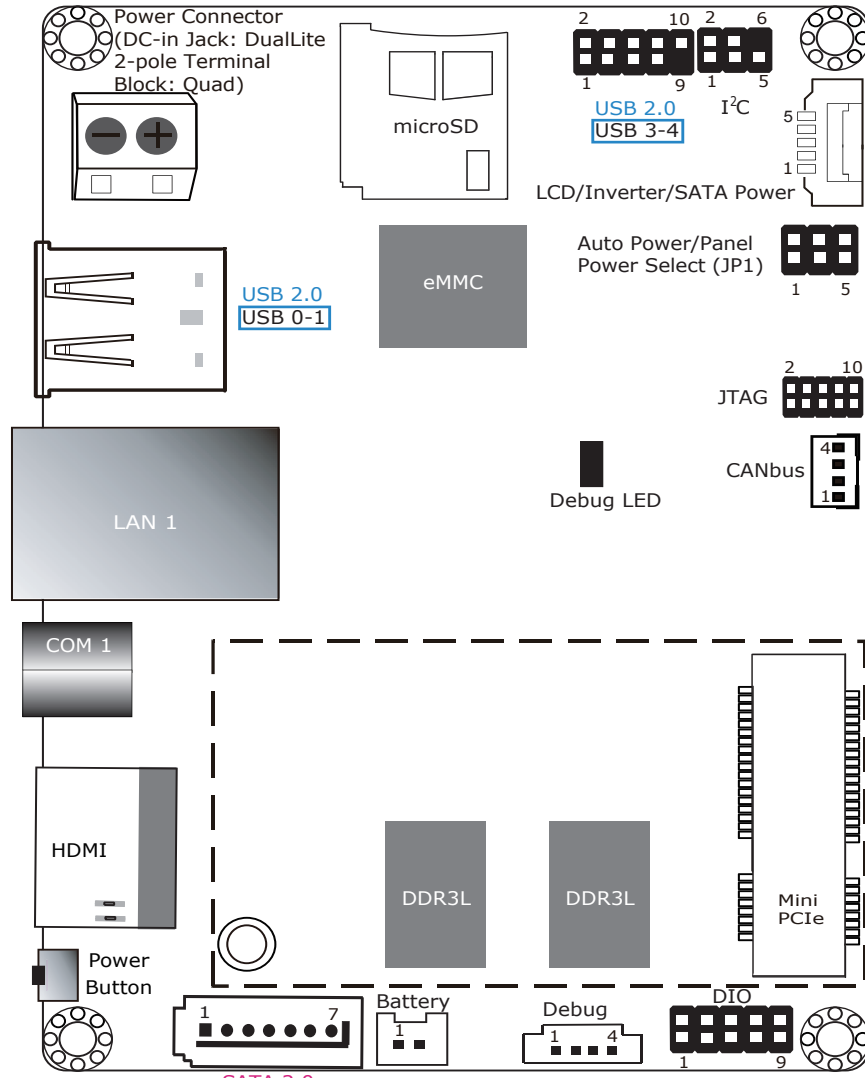 Power Connector
(DC-in Jack: DualLite
2-pole Terminal
Block: Quad)
microSD
2 10
1 9
USB 2.0
USB 3-4
2 6
1 5
I²C
5
1
LCD/Inverter/SATA Power
Auto Power/Panel
Power Select (JP1)
1 5
eMMC
USB 2.0
USB 0-1
2 10
JTAG
CANbus
4
1
Debug LED
LAN 1
COM 1
HDMI
DDR3L
DDR3L
Mini
PCIe
Power
Button
1 7
SATA 2.0
Battery
1
Debug
1 4
DIO
1 9